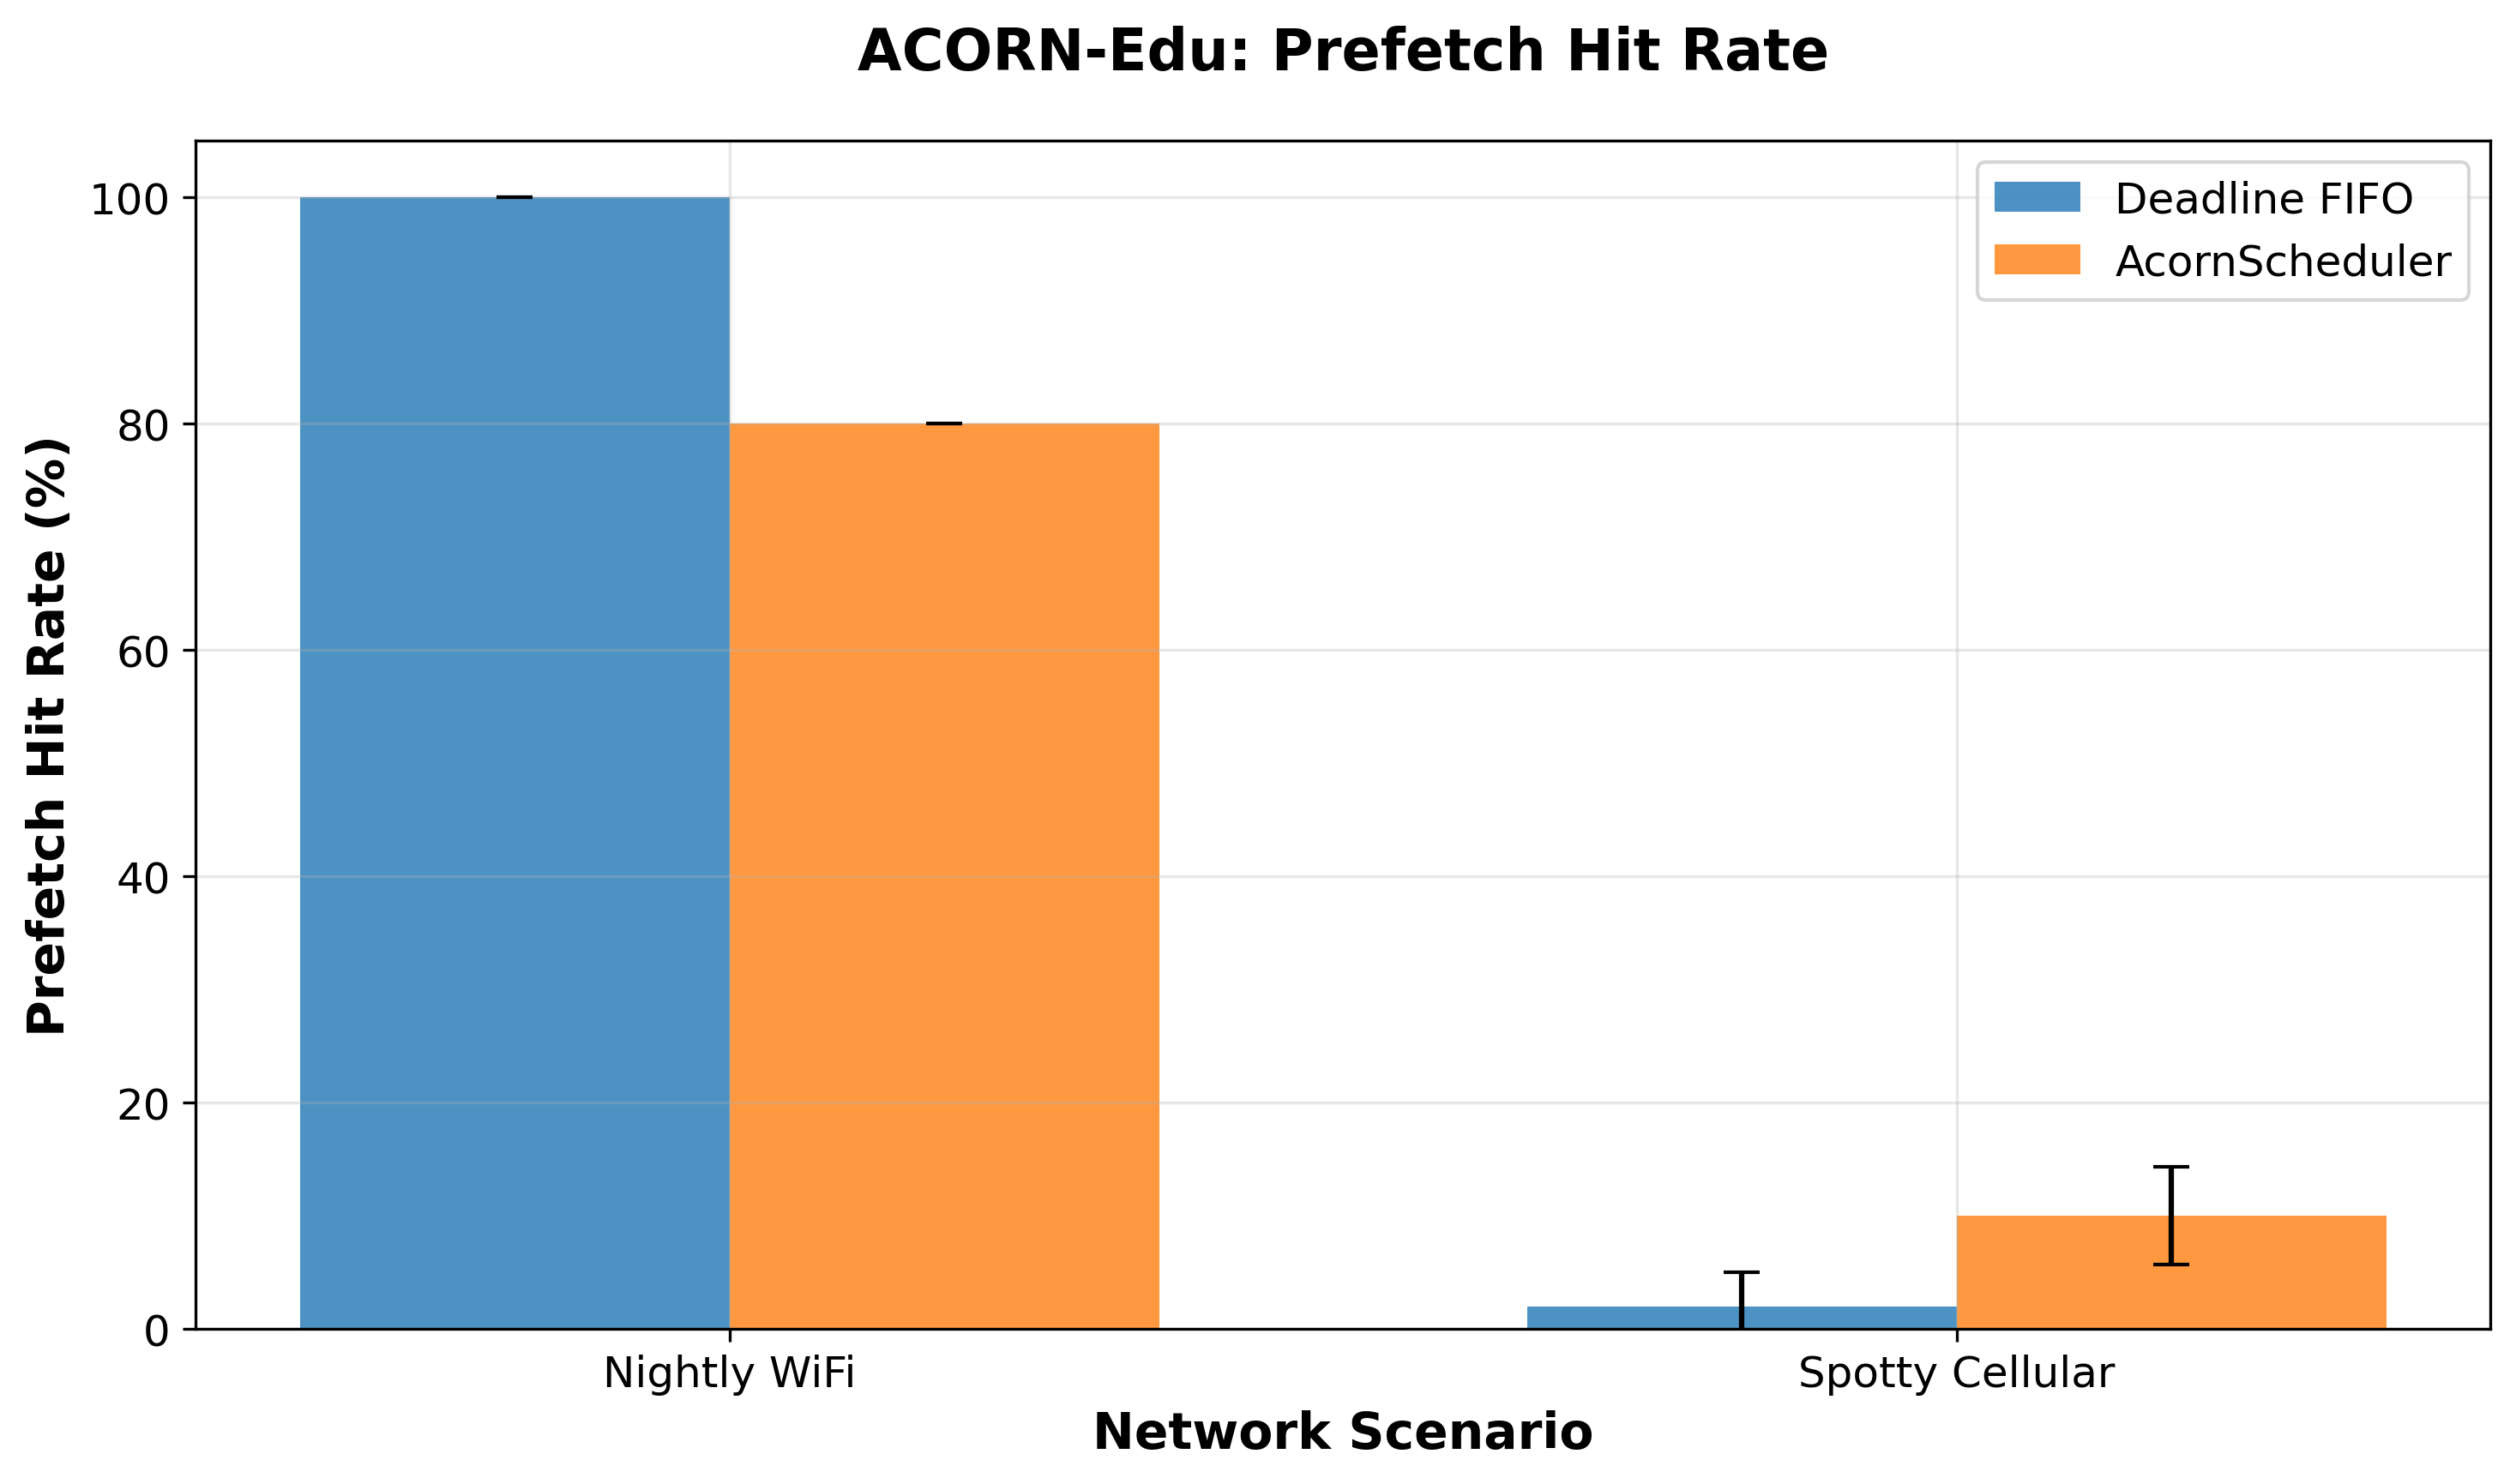 ACORN-Edu: Prefetch Hit Rate
Prefetch Hit Rate (%)
100
80
60
40
20
0
Deadline FIFO
AcornScheduler
Nightly WiFi
Spotty Cellular
Network Scenario